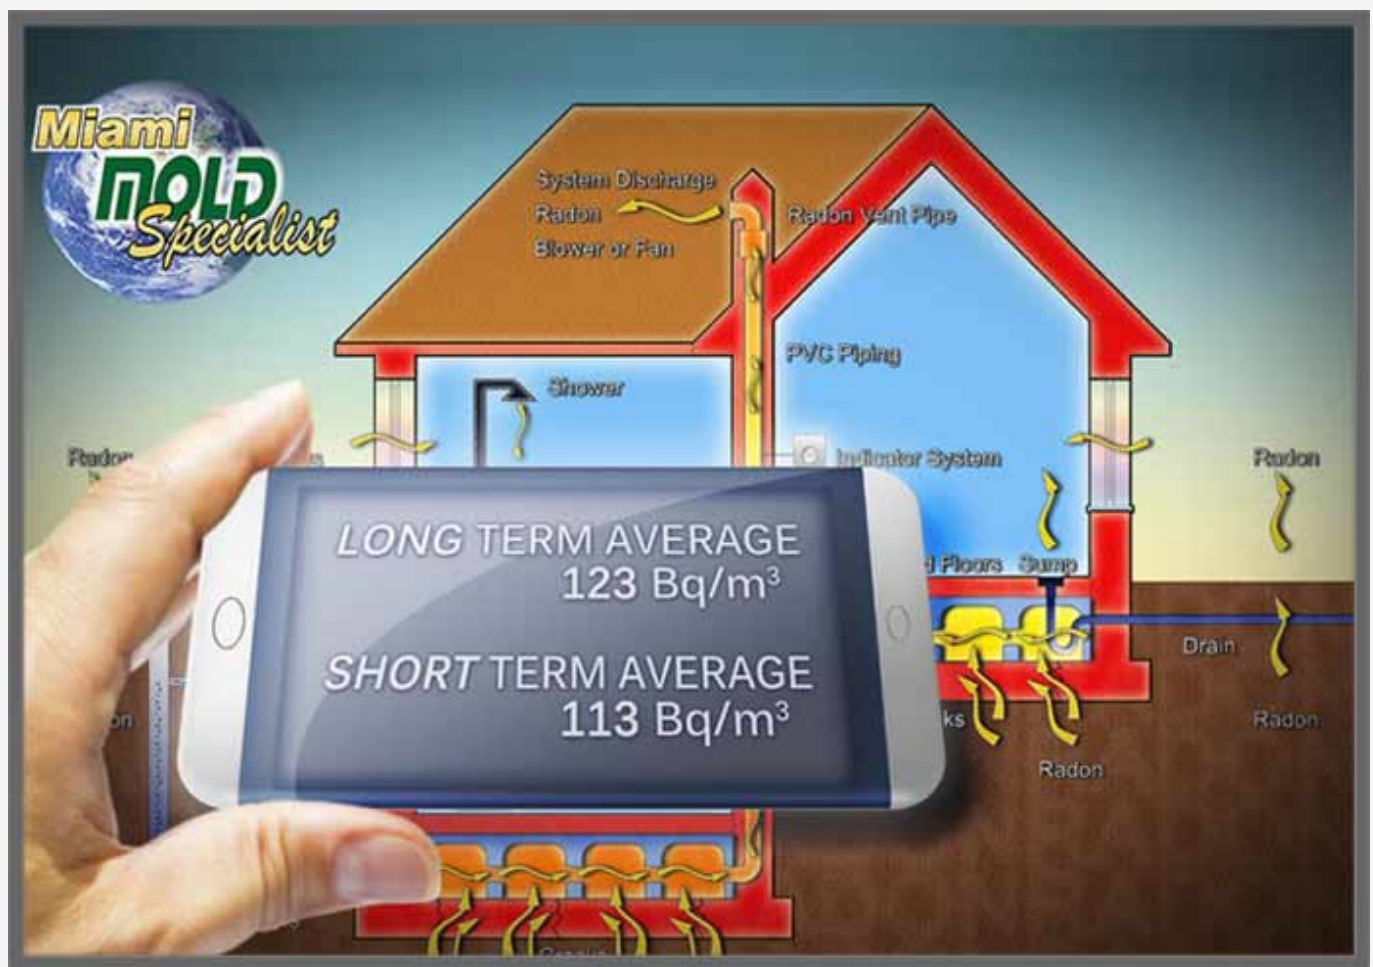 Miami
MOLD
Specialist
System Discharge
Radon
Blower or Fan
Radon Vent Pipe
PVC Piping
Shower
Radon
Indicator System
Radon
LONG TERM AVERAGE
123 Bq/m³
SHORT TERM AVERAGE
113 Bq/m³
Floors
Sump
Drain
Radon
Radon